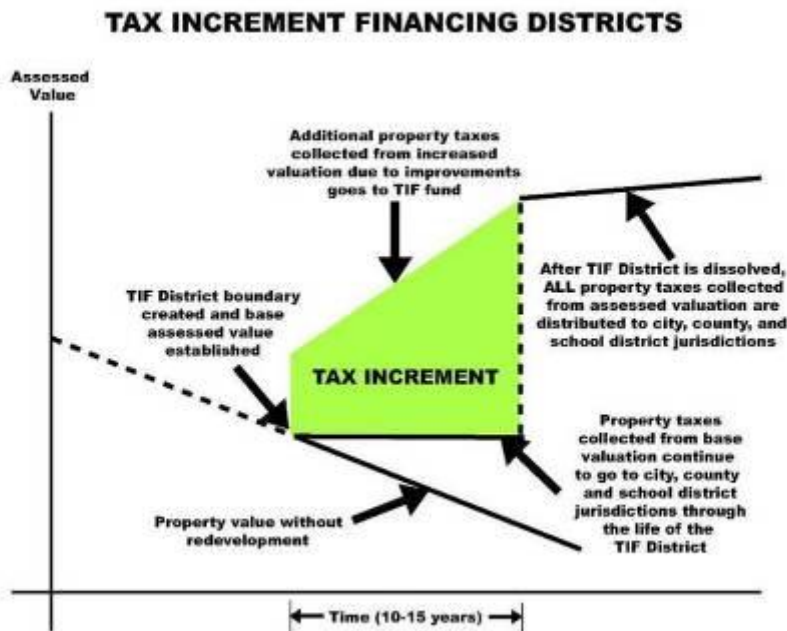 TAX INCREMENT FINANCING DISTRICTS
Assessed
Value
Additional property taxes
collected from increased
valuation due to improvements
goes to TIF fund
TIF District boundary
created and base
assessed value
established
After TIF District is dissolved,
ALL property taxes collected
from assessed valuation are
distributed to city, county, and
school district jurisdictions
TAX INCREMENT
Property taxes
collected from base
valuation continue
to go to city, county
and school district
jurisdictions through
the life of the
TIF District
Property value without
redevelopment
Time (10-15 years)